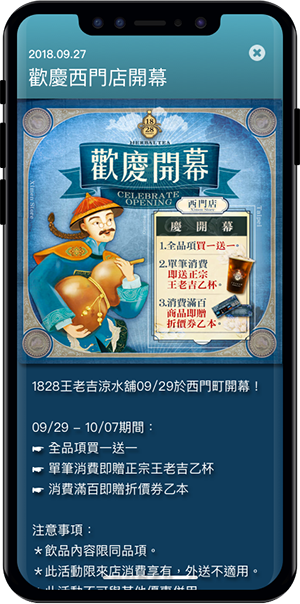 2018.09.27
歡慶西門店開幕
18
28
HERBAL TEA
歡慶開幕
CELEBRATE
OPENING
西門店
慶開幕
1.全品項買一送一。
2.單筆消費
即送正宗
王老吉乙杯。
3.消費滿百
商品即贈
折價券乙本。
1828王老吉涼水舖09/29於西門町開幕！
09/29 – 10/07期間：
☛ 全品項買一送一
☛ 單筆消費即贈正宗王老吉乙杯
☛ 消費滿百即贈折價券乙本
注意事項：
＊飲品內容限同品項。
＊此活動限來店消費享有，外送不適用。